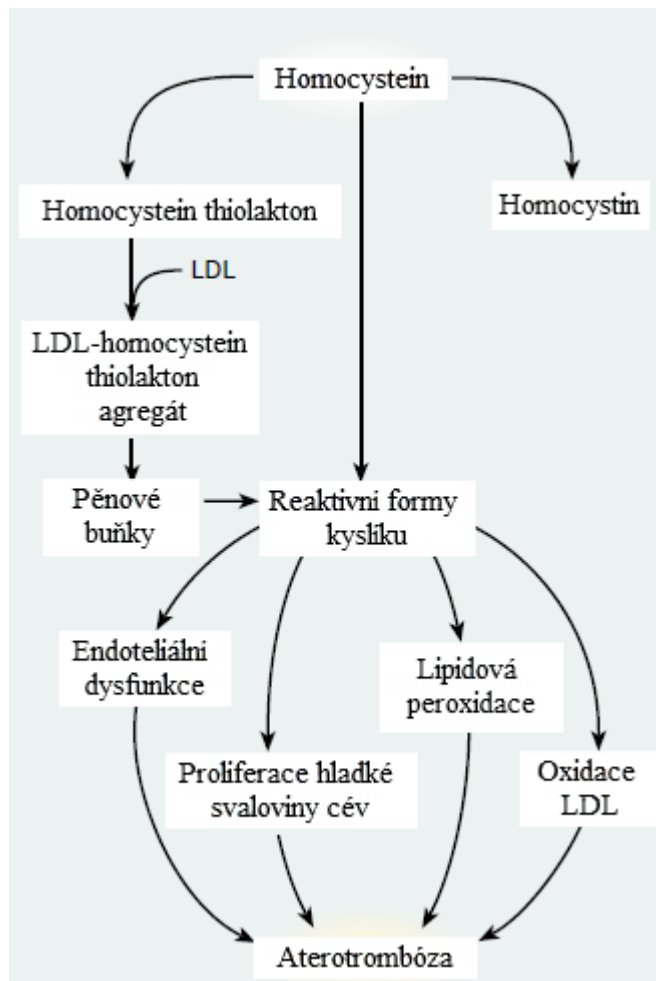 Homocystein
Homocystein thiolakton
Homocystin
LDL
LDL-homocystein
thiolakton
agregát
Pěnové
buňky
Reaktivní formy
kyslíku
Endoteliální
dysfunkce
Lipidová
peroxidace
Proliferace hladké
svaloviny cév
Oxidace
LDL
Aterotrombóza